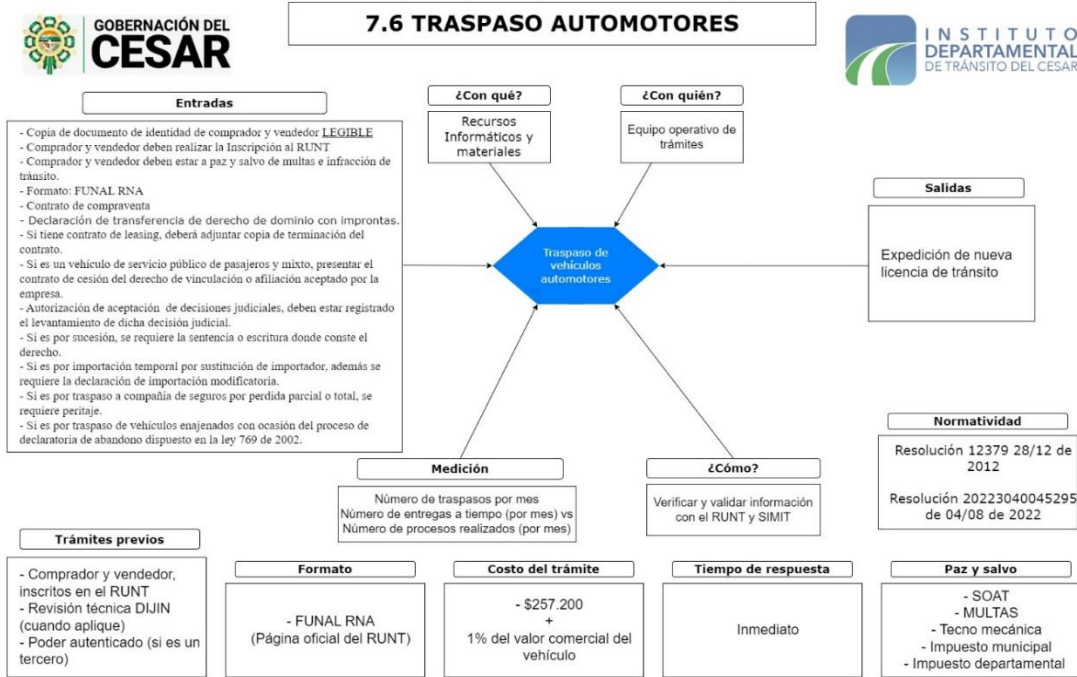 GOBERNACIÓN DEL
CESAR
7.6 TRASPASO AUTOMOTORES
INSTITUTO
DEPARTAMENTAL
DE TRÁNSITO DEL CESAR
Entradas
- Copia de documento de identidad de comprador y vendedor LEGIBLE
- Comprador y vendedor deben realizar la Inscripción al RUNT
- Comprador y vendedor deben estar a paz y salvo de multas e infracción de
tránsito.
- Formato: FUNAL RNA
- Contrato de compraventa
- Declaración de transferencia de derecho de dominio con improntas.
- Si tiene contrato de leasing, deberá adjuntar copia de terminación del
contrato.
- Si es un vehículo de servicio público de pasajeros y mixto, presentar el
contrato de cesión del derecho de vinculación o afiliación aceptado por la
empresa.
- Autorización de aceptación de decisiones judiciales, deben estar registrado
el levantamiento de dicha decisión judicial.
- Si es por sucesión, se requiere la sentencia o escritura donde conste el
derecho.
- Si es por importación temporal por sustitución de importador, además se
requiere la declaración de importación modificatoria.
- Si es por traspaso a compañía de seguros por perdida parcial o total, se
requiere peritaje.
- Si es por traspaso de vehículos enajenados con ocasión del proceso de
declaratoria de abandono dispuesto en la ley 769 de 2002.
¿Con qué?
Recursos
Informáticos y
materiales
¿Con quién?
Equipo operativo de
trámites
Traspaso de
vehículos
automotores
Salidas
Expedición de nueva
licencia de tránsito
Medición
Número de traspasos por mes
Número de entregas a tiempo (por mes) vs
Número de procesos realizados (por mes)
¿Cómo?
Verificar y validar información
con el RUNT y SIMIT
Normatividad
Resolución 12379 28/12 de
2012
Resolución 20223040045295
de 04/08 de 2022
Trámites previos
- Comprador y vendedor,
inscritos en el RUNT
- Revisión técnica DIJIN
(cuando aplique)
- Poder autenticado (si es un
tercero)
Formato
- FUNAL RNA
(Página oficial del RUNT)
Costo del trámite
- $257.200
+
1% del valor comercial del
vehículo
Tiempo de respuesta
Inmediato
Paz y salvo
- SOAT
- MULTAS
- Tecno mecánica
- Impuesto municipal
- Impuesto departamental